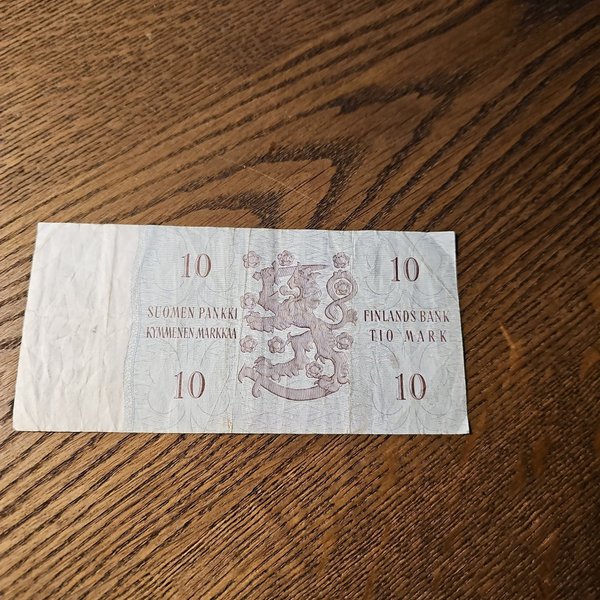 10
SUOMEN PANKKI
KYMMENEN MARKKAA
10
10
FINLANDS BANK
TIO MARK
10